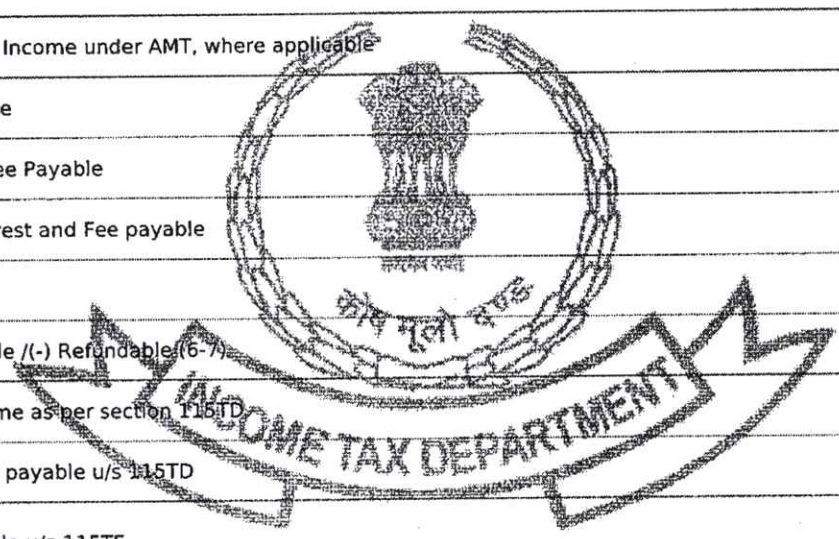 Income under AMT, where applicable
e
ee Payable
rest and Fee payable
le /(-) Refundable (6-7)
me as per section 115TD
payable u/s 115TD
कोष मूलो दण्ड
INCOME TAX DEPARTMENT